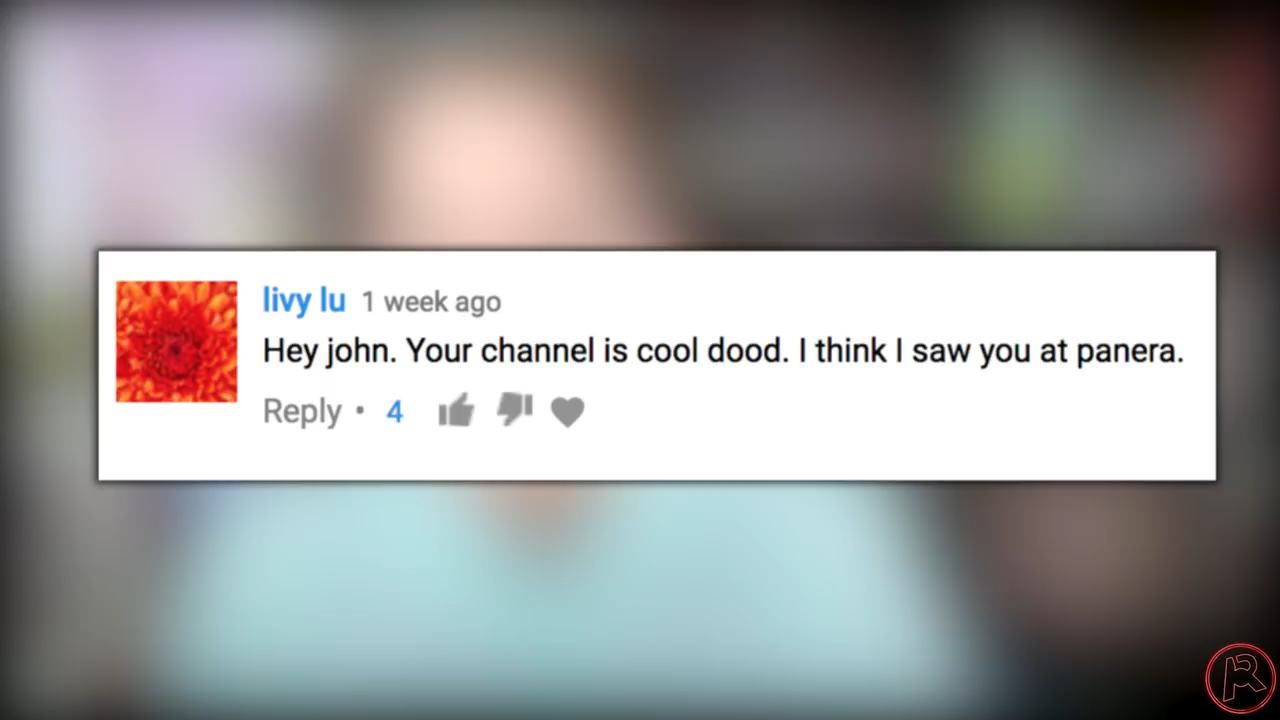 livy lu 1 week ago
Hey john. Your channel is cool dood. I think I saw you at panera.
Reply • 4